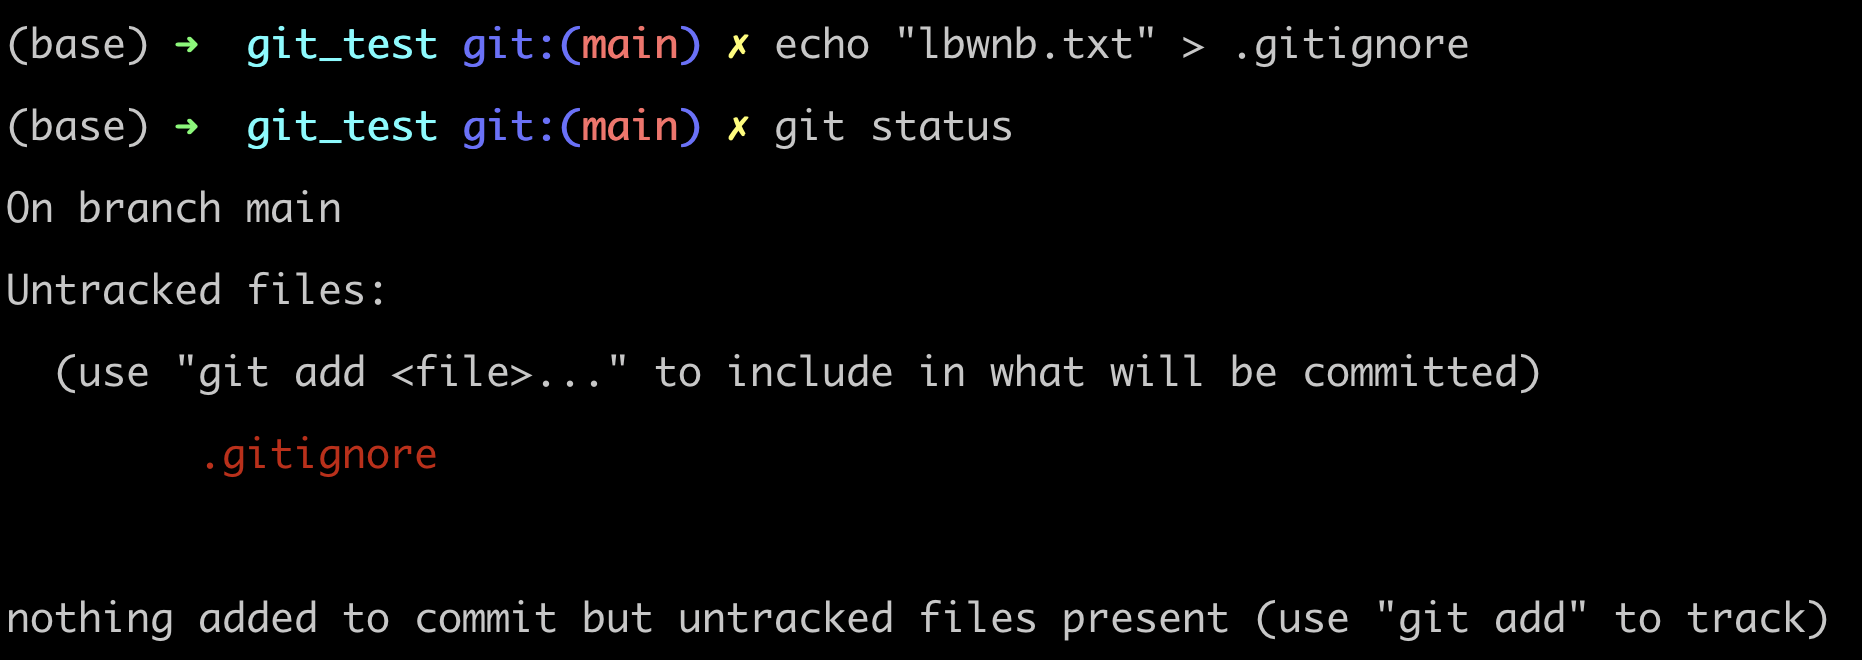 (base) ➜  git_test git:(main) ✗ echo "lbwnb.txt" > .gitignore
(base) ➜  git_test git:(main) ✗ git status
On branch main
Untracked files:
  (use "git add <file>..." to include in what will be committed)
        .gitignore
nothing added to commit but untracked files present (use "git add" to track)